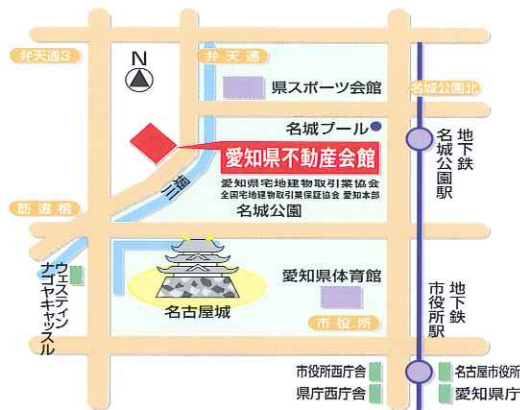 弁天通3
N
弁天通
県スポーツ会館
名城公園北
名城プール
地下鉄
名城公園駅
愛知県不動産会館
愛知県宅地建物取引業協会
全国宅地建物取引業保証協会 愛知本部
堀川
名城公園
筋違橋
ウェスティン
ナゴヤキャッスル
名古屋城
愛知県体育館
市役所
地下鉄
市役所駅
市役所西庁舎
名古屋市役所
県庁西庁舎
愛知県庁